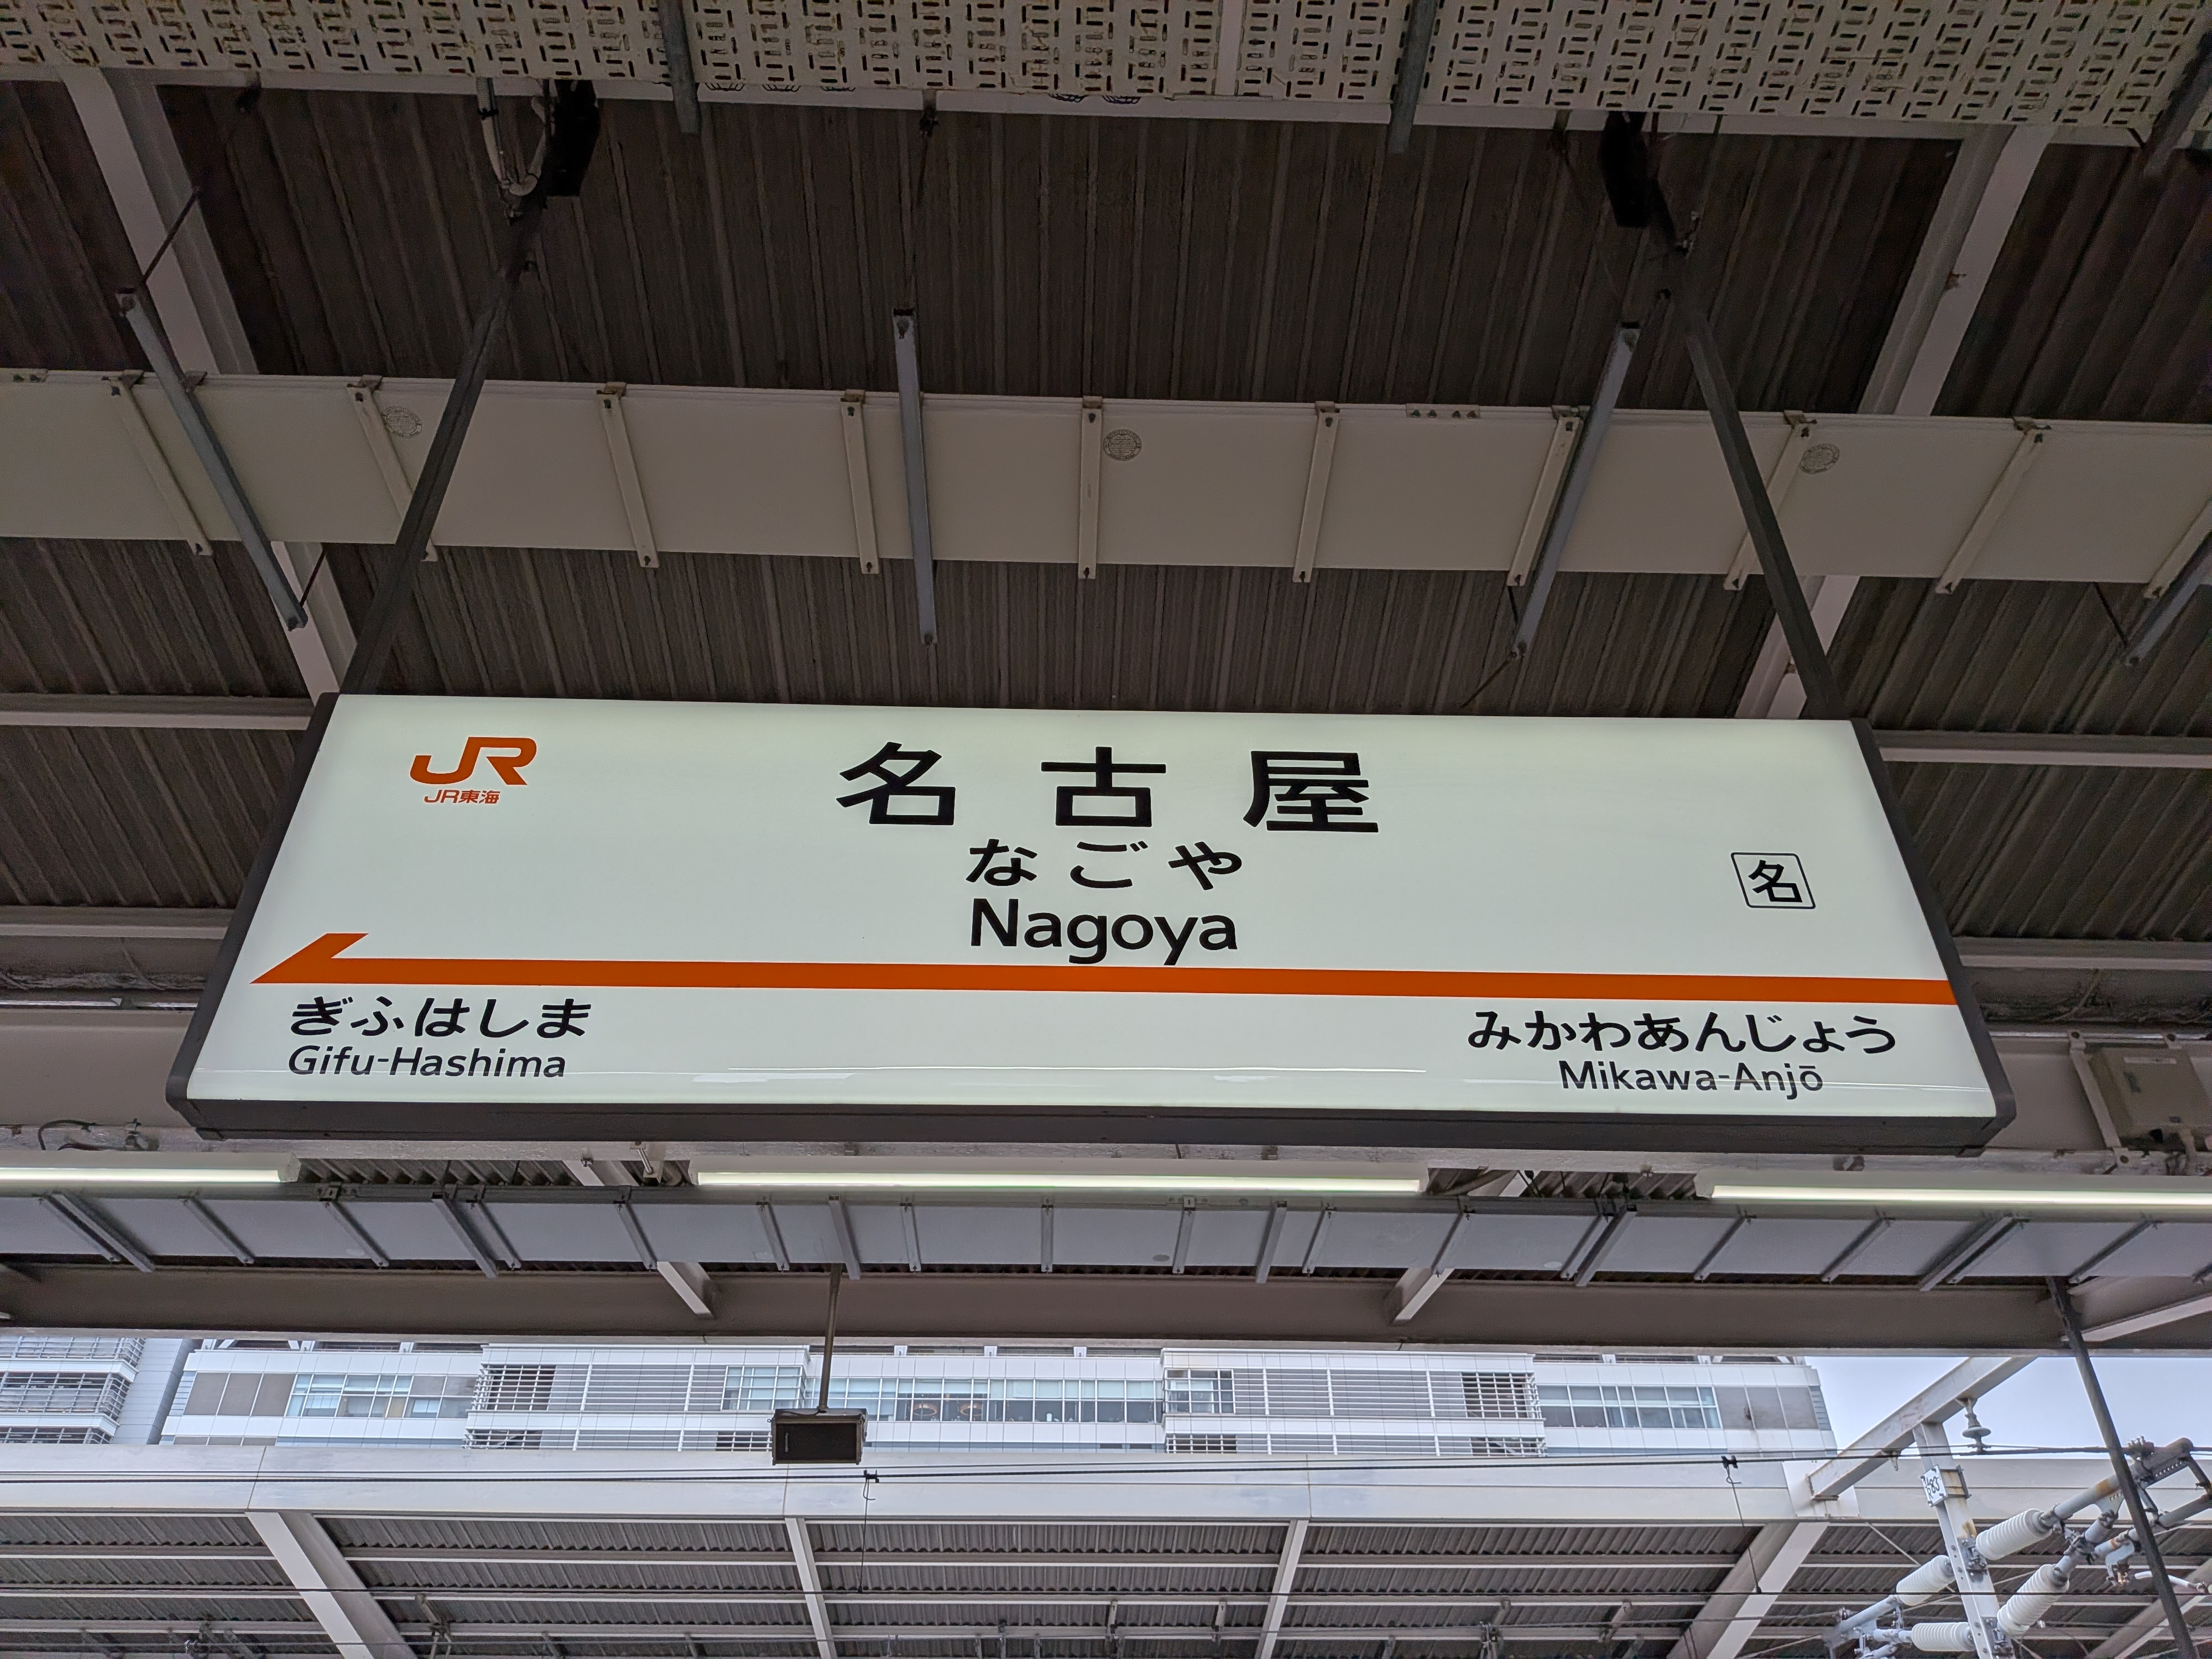 JR
JR東海
名古屋
なごや
Nagoya
名
ぎふはしま
Gifu-Hashima
みかわあんじょう
Mikawa-Anjō